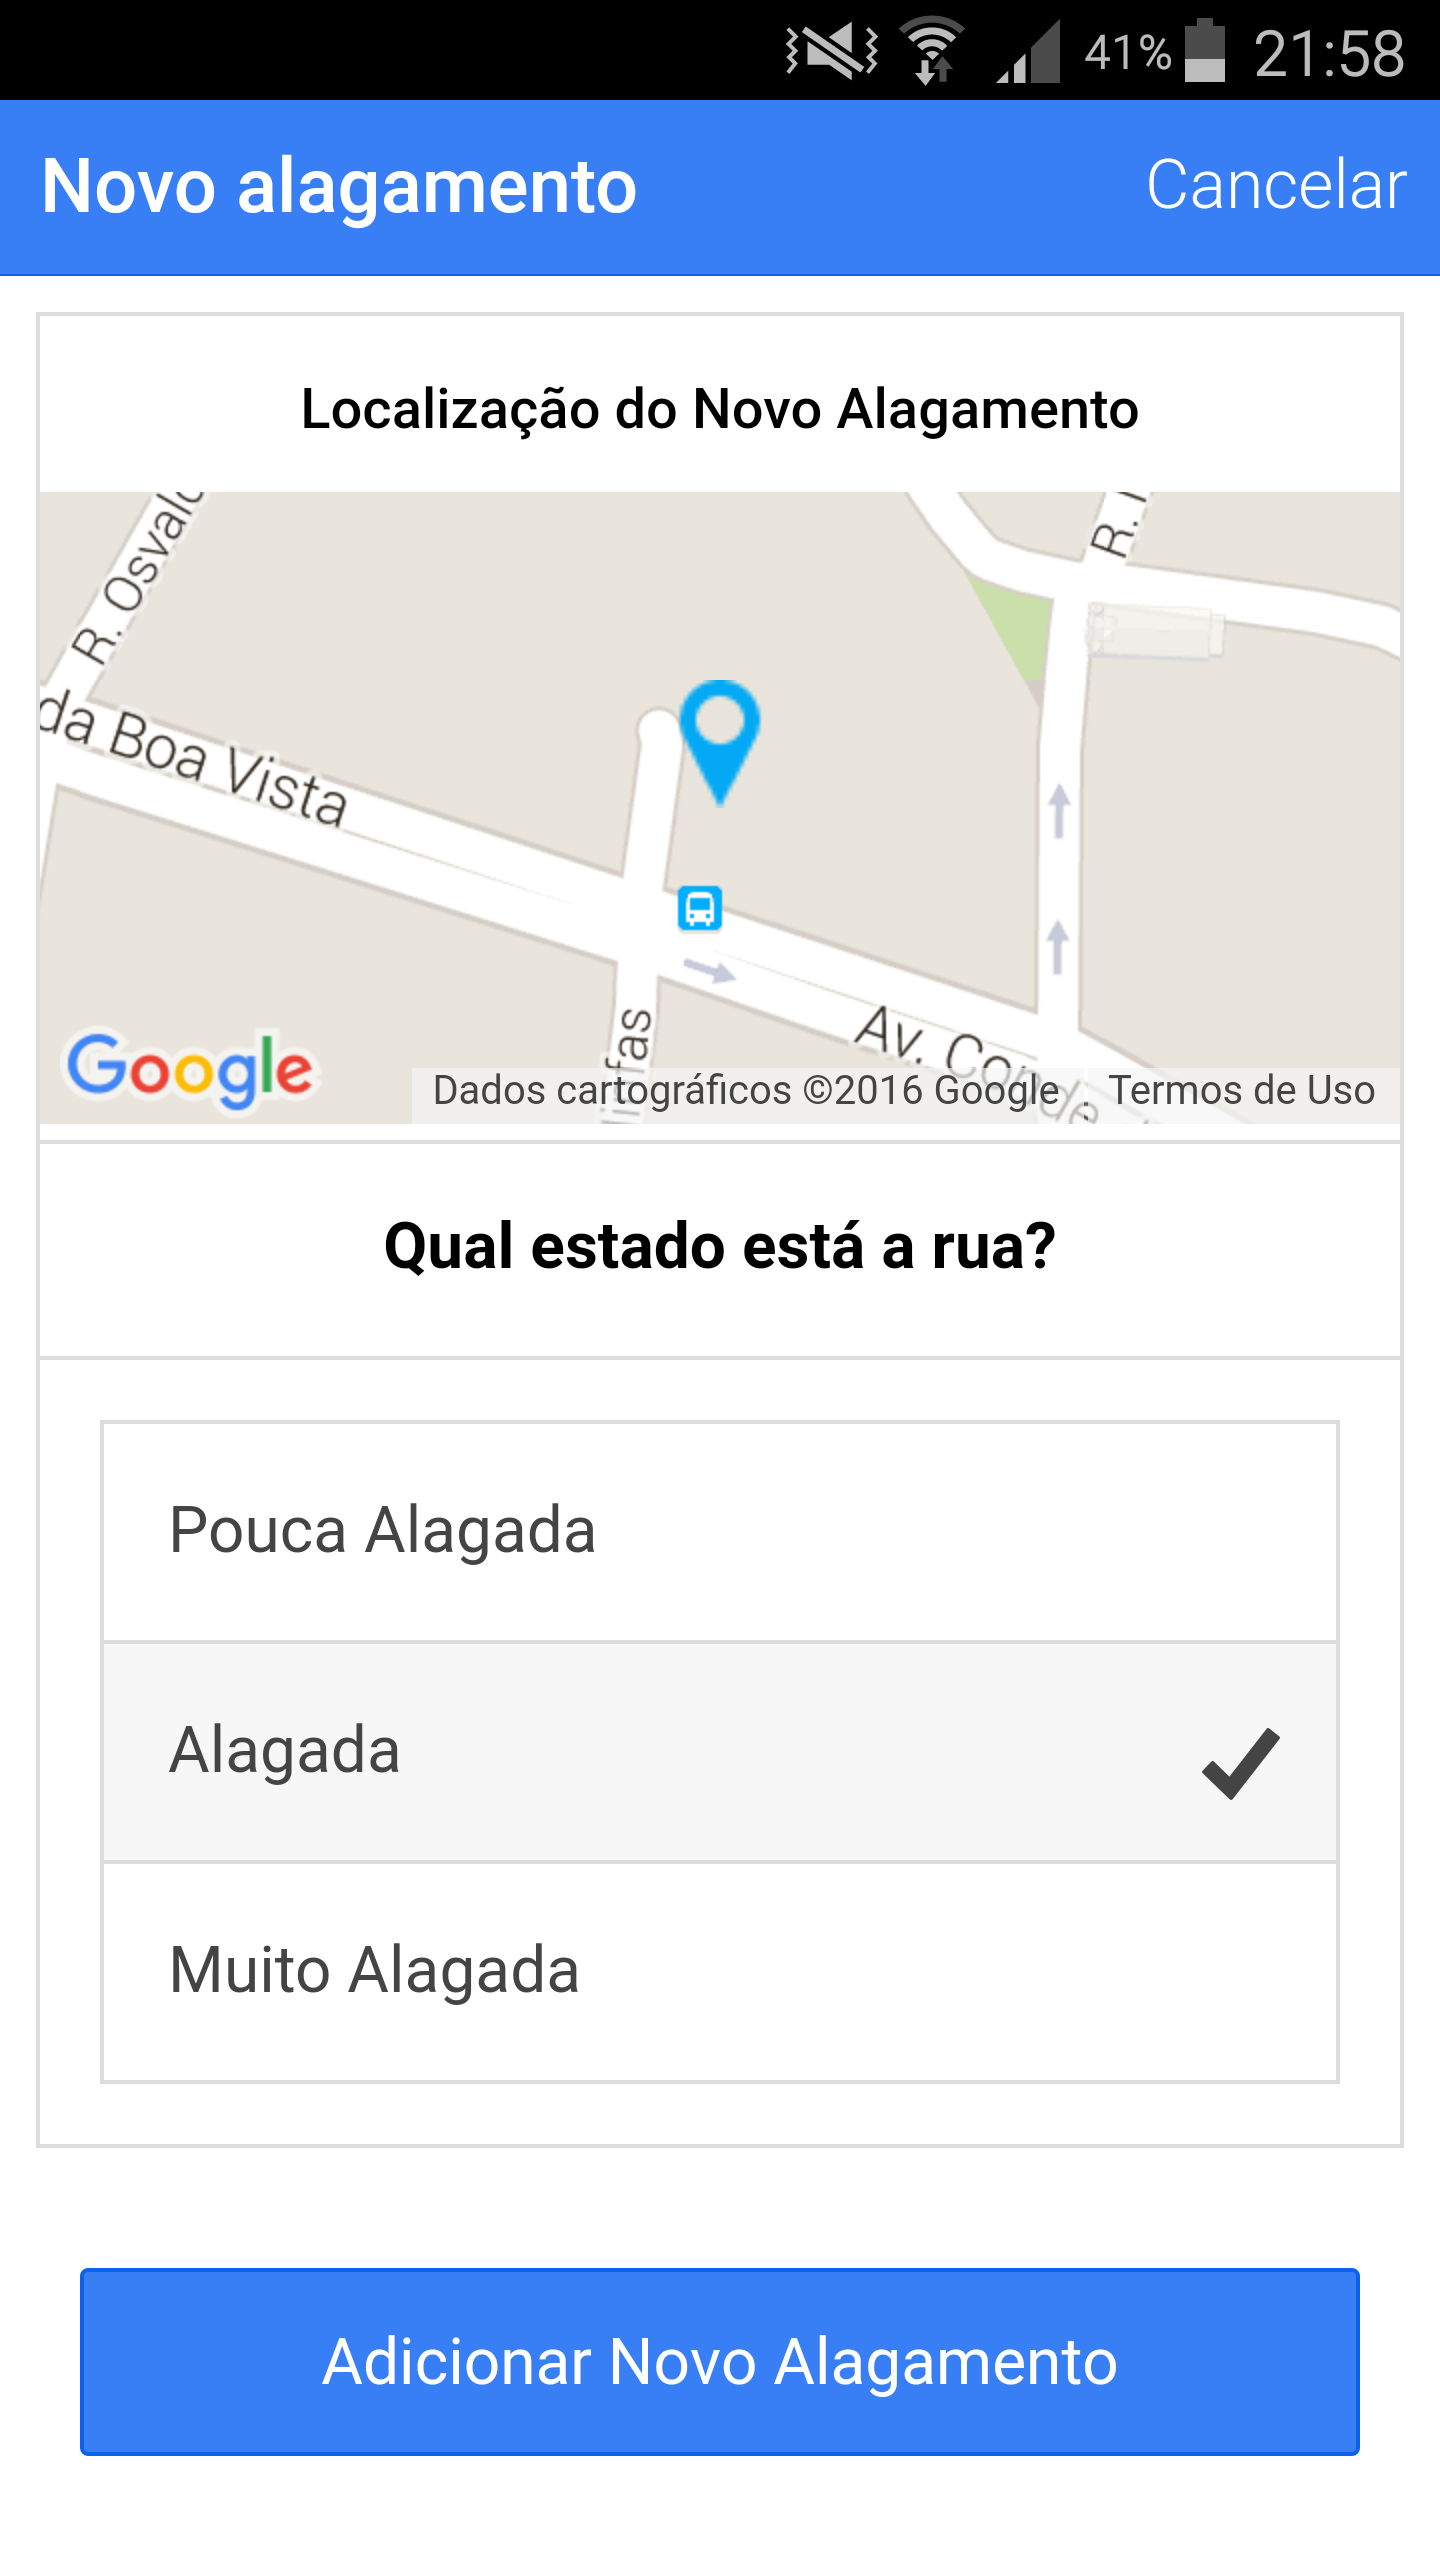 41% 21:58
Novo alagamento Cancelar
Localização do Novo Alagamento
R. Osvald
R.
da Boa Vista
Av. Conde
Google
Dados cartográficos ©2016 Google Termos de Uso
Qual estado está a rua?
Pouca Alagada
Alagada
Muito Alagada
Adicionar Novo Alagamento